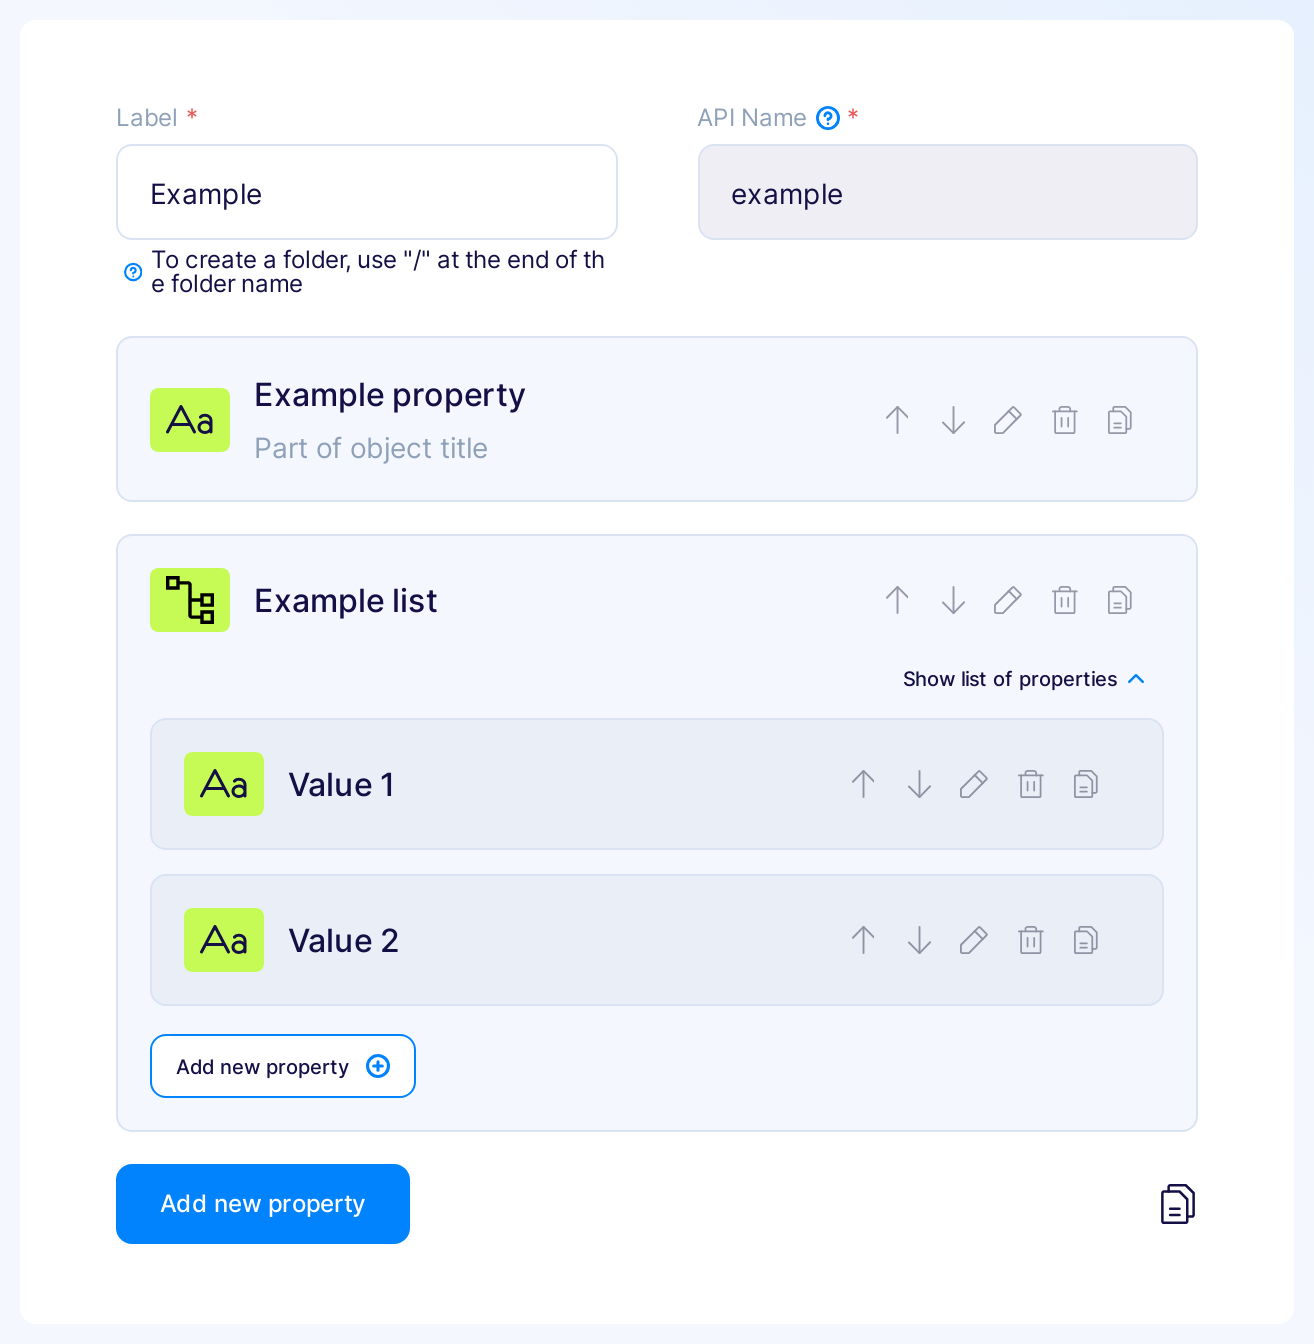 Label *
API Name *
Example
example
To create a folder, use "/" at the end of th
e folder name
Aa
Example property
Part of object title
Example list
Show list of properties
Aa
Value 1
Aa
Value 2
Add new property
Add new property